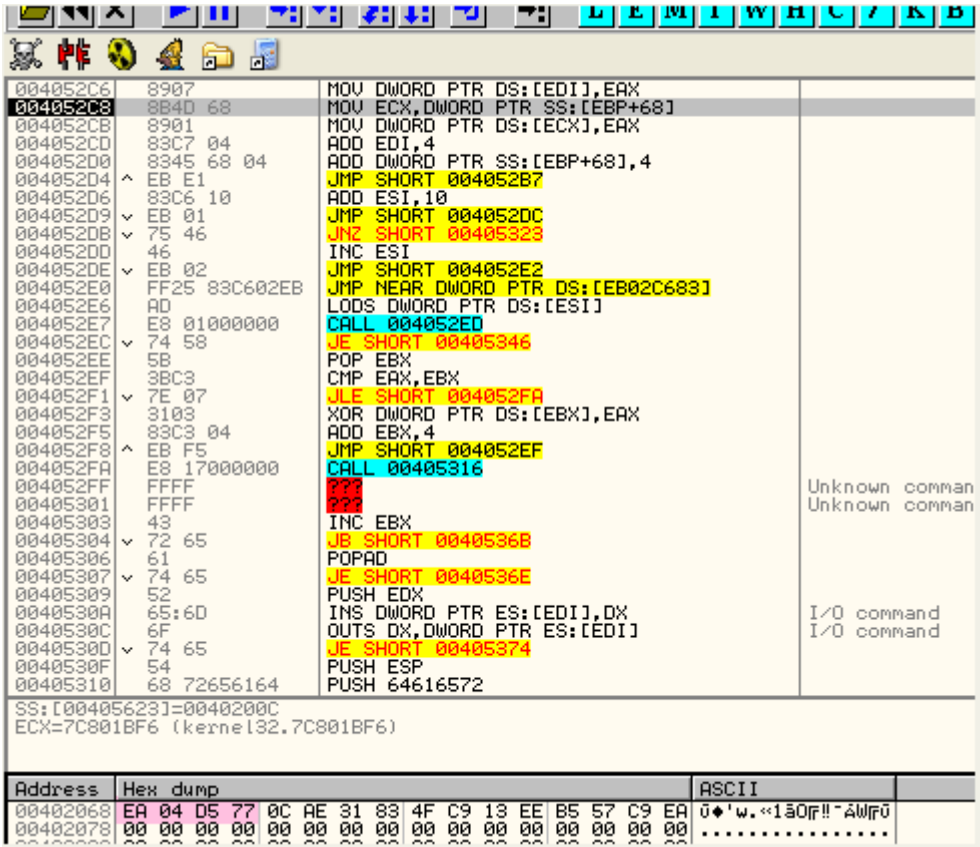 L E M T W H C / K B
004052C6 8907 MOV DWORD PTR DS:[EDI],EAX
004052C8 8B4D 68 MOV ECX,DWORD PTR SS:[EBP+68]
004052CB 8901 MOV DWORD PTR DS:[ECX],EAX
004052CD 83C7 04 ADD EDI,4
004052D0 8345 68 04 ADD DWORD PTR SS:[EBP+68],4
004052D4 ^ EB E1 JMP SHORT 004052B7
004052D6 83C6 10 ADD ESI,10
004052D9 ˅ EB 01 JMP SHORT 004052DC
004052DB ˅ 75 46 JNZ SHORT 00405323
004052DD 46 INC ESI
004052DE ˅ EB 02 JMP SHORT 004052E2
004052E0 FF25 83C602EB JMP NEAR DWORD PTR DS:[EB02C683]
004052E6 AD LODS DWORD PTR DS:[ESI]
004052E7 E8 01000000 CALL 004052ED
004052EC ˅ 74 58 JE SHORT 00405346
004052EE 5B POP EBX
004052EF 3BC3 CMP EAX,EBX
004052F1 ˅ 7E 07 JLE SHORT 004052FA
004052F3 3103 XOR DWORD PTR DS:[EBX],EAX
004052F5 83C3 04 ADD EBX,4
004052F8 ^ EB F5 JMP SHORT 004052EF
004052FA E8 17000000 CALL 00405316
004052FF FFFF ??? Unknown comman
00405301 FFFF ??? Unknown comman
00405303 43 INC EBX
00405304 ˅ 72 65 JB SHORT 0040536B
00405306 61 POPAD
00405307 ˅ 74 65 JE SHORT 0040536E
00405309 52 PUSH EDX
0040530A 65:6D INS DWORD PTR ES:[EDI],DX I/O command
0040530C 6F OUTS DX,DWORD PTR ES:[EDI] I/O command
0040530D ˅ 74 65 JE SHORT 00405374
0040530F 54 PUSH ESP
00405310 68 72656164 PUSH 64616572
SS:[00405623]=0040200C
ECX=7C801BF6 (kernel32.7C801BF6)
Address Hex dump ASCII
00402068 EA 04 D5 77 0C AE 31 83 4F C9 13 EE B5 57 C9 EA
00402078 00 00 00 00 00 00 00 00 00 00 00 00 00 00 00 00 ................